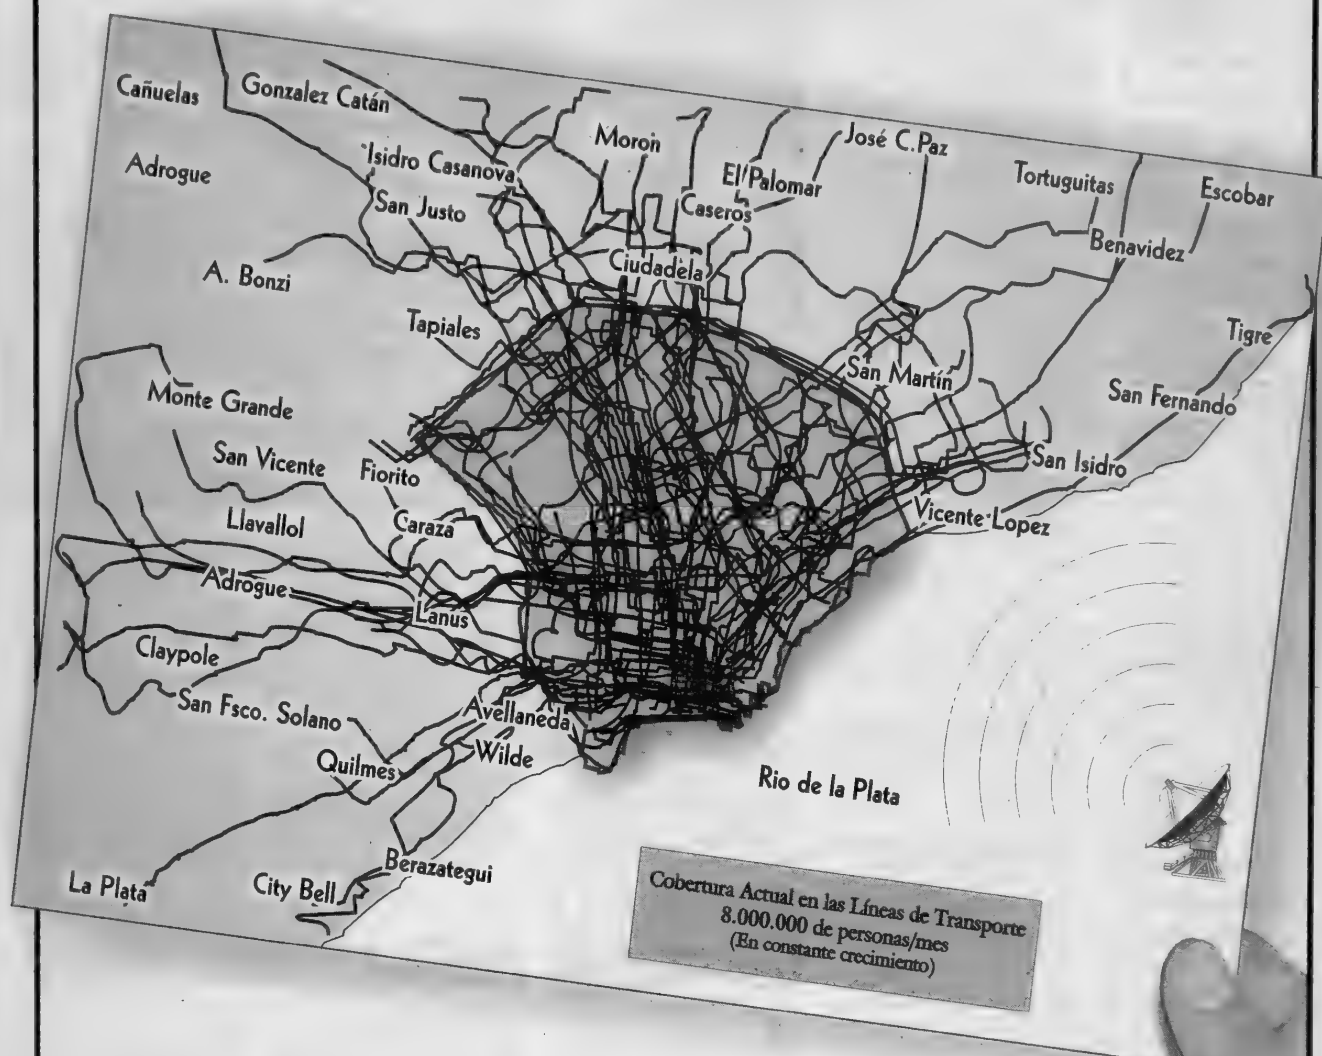 Cañuelas
Gonzalez Catán
Moron
José C.Paz
Adrogue
Isidro Casanova
El Palomar
Tortuguitas
Escobar
San Justo
Caseros
Benavidez
A. Bonzi
Ciudadela
Tapiales
Tigre
San Martín
San Fernando
Monte Grande
San Vicente
Fiorito
San Isidro
Llavallol
Caraza
Vicente Lopez
Adrogue
Lanus
Claypole
San Fsco. Solano
Avellaneda
Quilmes
Wilde
Rio de la Plata
La Plata
City Bell
Berazategui
Cobertura Actual en las Líneas de Transporte
8.000.000 de personas/mes
(En constante crecimiento)